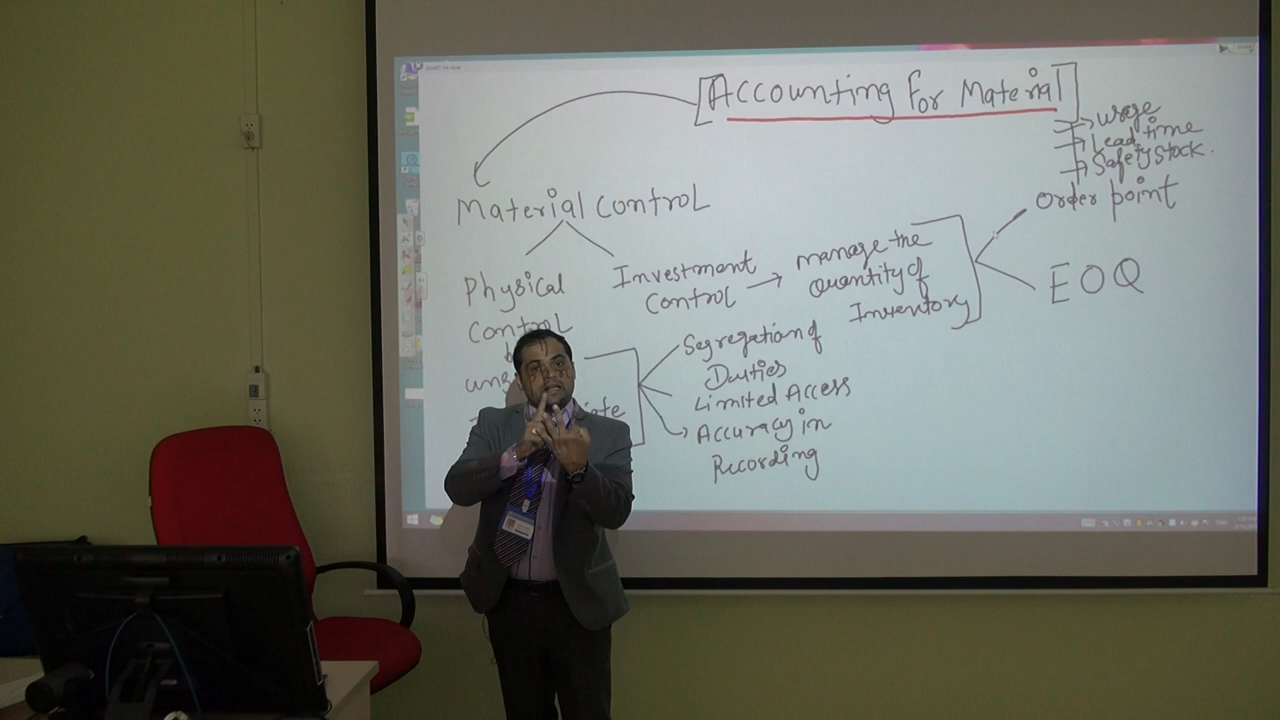 Accounting For Material
usage
Lead time
Safety Stock.
Order point
Material Control
Physical
Control
Investment
Control
manage the
Quantity of
Inventory
EOQ
Segregation of
Duties
Limited Access
Accuracy in
Recording